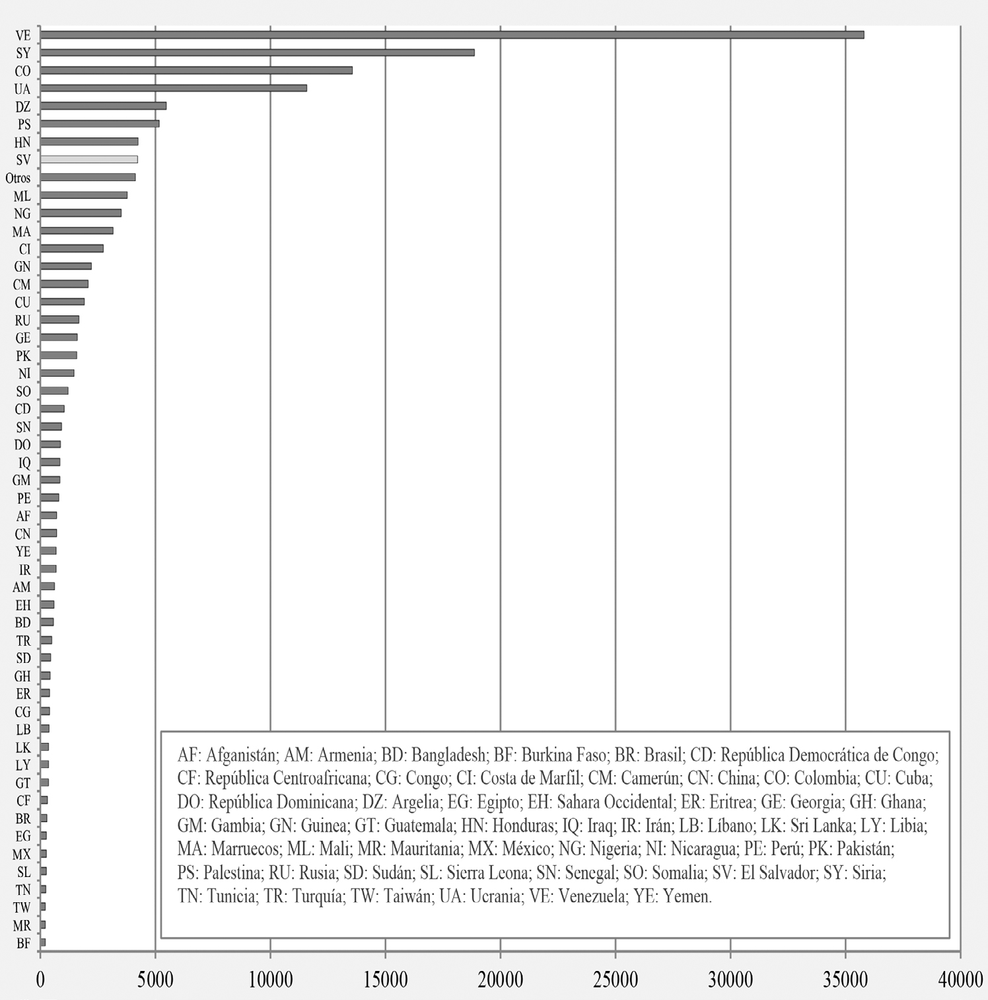 VE
SY
CO
UA
DZ
PS
HN
SV
Otros
ML
NG
MA
CI
GN
CM
CU
RU
GE
PK
NI
SO
CD
SN
DO
IQ
GM
PE
AF
CN
YE
IR
AM
EH
BD
TR
SD
GH
ER
CG
LB
LK
LY
GT
CF
BR
EG
MX
SL
TN
TW
MR
BF
AF: Afganistán; AM: Armenia; BD: Bangladesh; BF: Burkina Faso; BR: Brasil; CD: República Democrática de Congo;
CF: República Centroafricana; CG: Congo; CI: Costa de Marfil; CM: Camerún; CN: China; CO: Colombia; CU: Cuba;
DO: República Dominicana; DZ: Argelia; EG: Egipto; EH: Sahara Occidental; ER: Eritrea; GE: Georgia; GH: Ghana;
GM: Gambia; GN: Guinea; GT: Guatemala; HN: Honduras; IQ: Iraq; IR: Irán; LB: Líbano; LK: Sri Lanka; LY: Libia;
MA: Marruecos; ML: Mali; MR: Mauritania; MX: México; NG: Nigeria; NI: Nicaragua; PE: Perú; PK: Pakistán;
PS: Palestina; RU: Rusia; SD: Sudán; SL: Sierra Leona; SN: Senegal; SO: Somalia; SV: El Salvador; SY: Siria;
TN: Tunicia; TR: Turquía; TW: Taiwán; UA: Ucrania; VE: Venezuela; YE: Yemen.
0 5000 10000 15000 20000 25000 30000 35000 40000